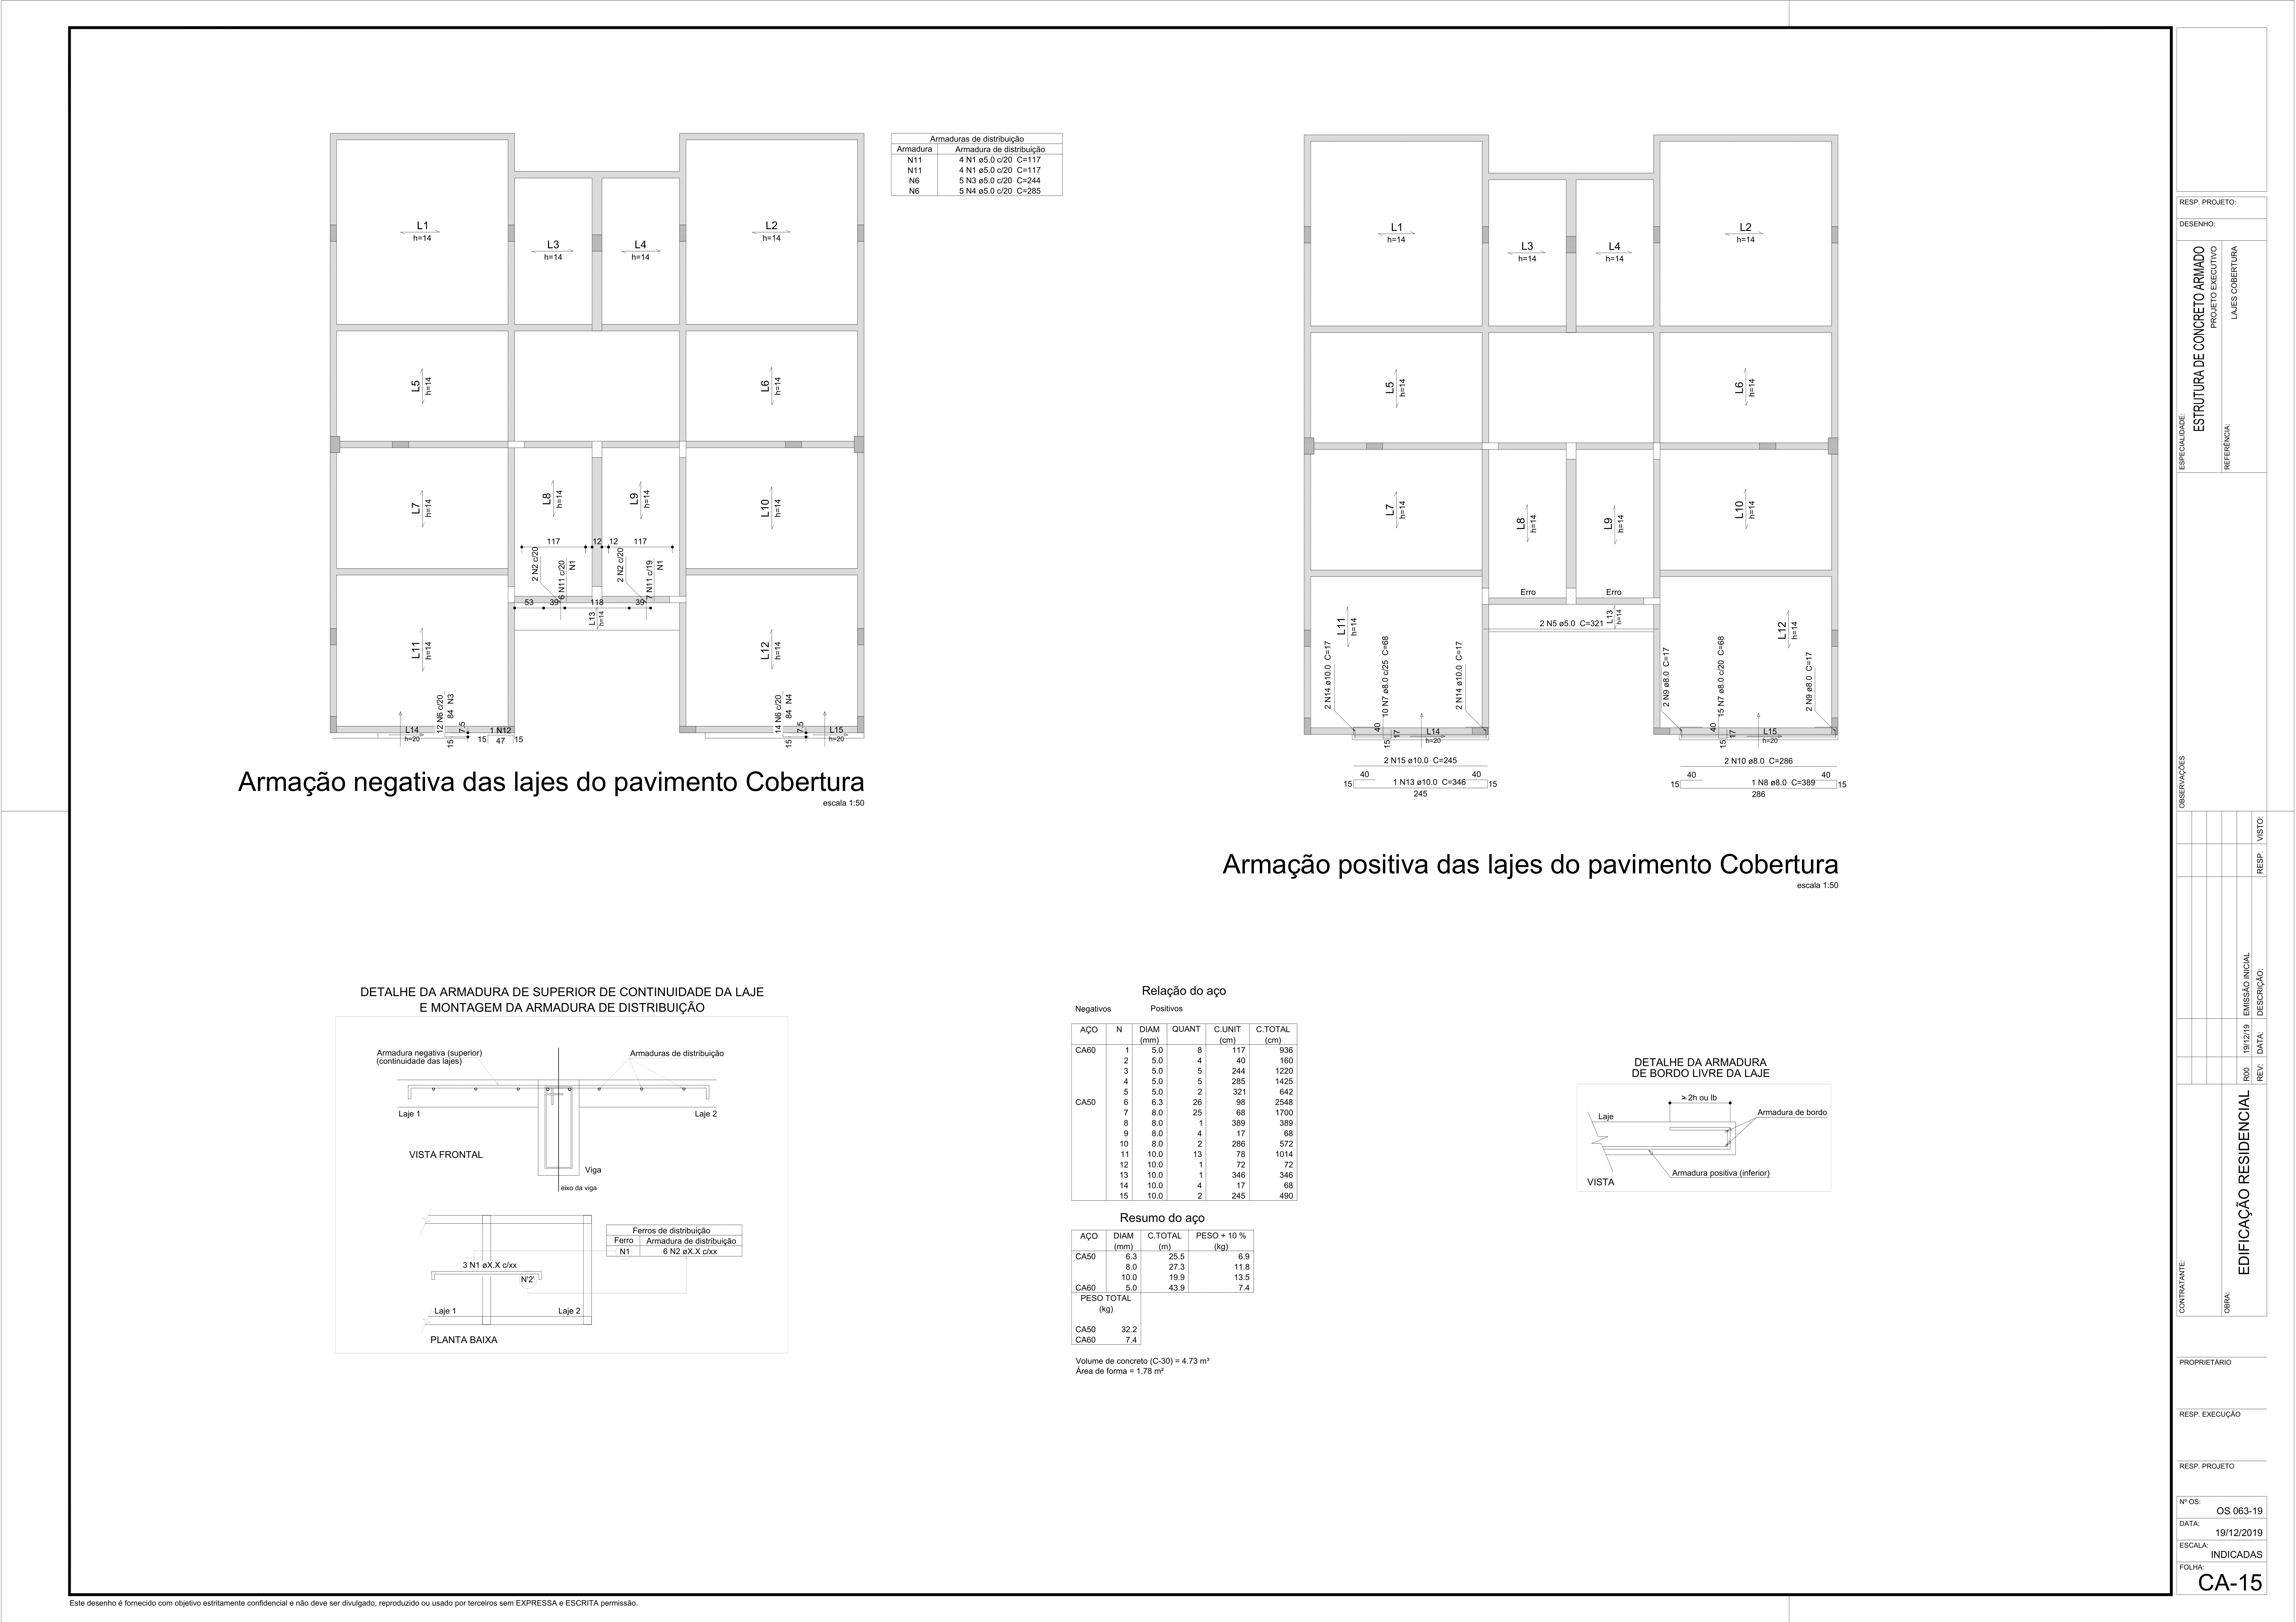 L1
h=14
L3
h=14
L4
h=14
L2
h=14
L5
h=14
L6
h=14
L7
h=14
L8
h=14
L9
h=14
L10
h=14
117
12
12
117
2 N2 c/20
6 N11 c/20
N1
2 N2 c/20
7 N11 c/19
N1
53
39
118
39
L13
h=14
L11
h=14
L12
h=14
12 N6 c/20
84 N3
7.5
15
L14
h=20
1 N12
15
47
15
14 N6 c/20
84 N4
7.5
15
L15
h=20
Armação negativa das lajes do pavimento Cobertura
escala 1:50
Armaduras de distribuição
Armadura Armadura de distribuição
N11 4 N1 ø5.0 c/20 C=117
N11 4 N1 ø5.0 c/20 C=117
N6 5 N3 ø5.0 c/20 C=244
N6 5 N4 ø5.0 c/20 C=285
L1
h=14
L3
h=14
L4
h=14
L2
h=14
L5
h=14
L6
h=14
L7
h=14
L8
h=14
L9
h=14
L10
h=14
Erro
Erro
2 N5 ø5.0 C=321
L13
h=14
L11
h=14
L12
h=14
2 N14 ø10.0 C=17
10 N7 ø8.0 c/25 C=68
2 N14 ø10.0 C=17
2 N9 ø8.0 C=17
15 N7 ø8.0 c/20 C=68
2 N9 ø8.0 C=17
40
15
17
L14
h=20
40
15
17
L15
h=20
2 N15 ø10.0 C=245
40
40
15
1 N13 ø10.0 C=346
15
245
2 N10 ø8.0 C=286
40
40
15
1 N8 ø8.0 C=389
15
286
Armação positiva das lajes do pavimento Cobertura
escala 1:50
DETALHE DA ARMADURA DE SUPERIOR DE CONTINUIDADE DA LAJE
E MONTAGEM DA ARMADURA DE DISTRIBUIÇÃO
Armadura negativa (superior)
(continuidade das lajes)
Armaduras de distribuição
Laje 1
Laje 2
VISTA FRONTAL
Viga
eixo da viga
Ferros de distribuição
Ferro Armadura de distribuição
N1 6 N2 øX.X c/xx
3 N1 øX.X c/xx
N'2'
Laje 1
Laje 2
PLANTA BAIXA
Relação do aço
Negativos Positivos
AÇO N DIAM QUANT C.UNIT C.TOTAL
(mm) (cm) (cm)
CA60 1 5.0 8 117 936
2 5.0 4 40 160
3 5.0 5 244 1220
4 5.0 5 285 1425
5 5.0 2 321 642
CA50 6 6.3 26 98 2548
7 8.0 25 68 1700
8 8.0 1 389 389
9 8.0 4 17 68
10 8.0 2 286 572
11 10.0 13 78 1014
12 10.0 1 72 72
13 10.0 1 346 346
14 10.0 4 17 68
15 10.0 2 245 490
Resumo do aço
AÇO DIAM C.TOTAL PESO + 10 %
(mm) (m) (kg)
CA50 6.3 25.5 6.9
8.0 27.3 11.8
10.0 19.9 13.5
CA60 5.0 43.9 7.4
PESO TOTAL
(kg)
CA50 32.2
CA60 7.4
Volume de concreto (C-30) = 4.73 m³
Área de forma = 1.78 m²
DETALHE DA ARMADURA
DE BORDO LIVRE DA LAJE
⩾ 2h ou lb
Laje
Armadura de bordo
Armadura positiva (inferior)
VISTA
RESP. PROJETO:
DESENHO:
ESPECIALIDADE:
ESTRUTURA DE CONCRETO ARMADO
PROJETO EXECUTIVO
REFERÊNCIA:
LAJES COBERTURA
OBSERVAÇÕES
R00 19/12/19 EMISSÃO INICIAL
REV: DATA: DESCRIÇÃO: RESP. VISTO:
CONTRATANTE:
OBRA:
EDIFICAÇÃO RESIDENCIAL
PROPRIETÁRIO
RESP. EXECUÇÃO
RESP. PROJETO
Nº OS:
OS 063-19
DATA:
19/12/2019
ESCALA:
INDICADAS
FOLHA:
CA-15
Este desenho é fornecido com objetivo estritamente confidencial e não deve ser divulgado, reproduzido ou usado por terceiros sem EXPRESSA e ESCRITA permissão.